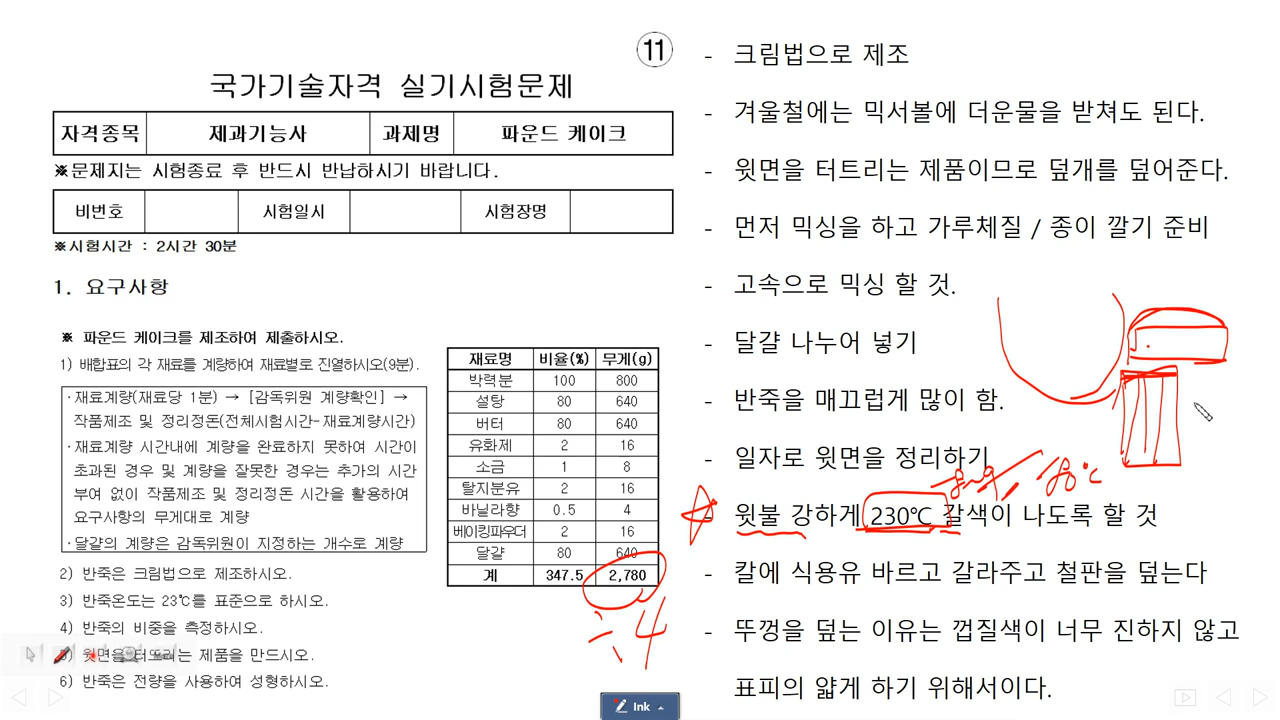 11
국가기술자격 실기시험문제
자격종목 제과기능사 과제명 파운드 케이크
※문제지는 시험종료 후 반드시 반납하시기 바랍니다.
비번호 시험일시 시험장명
※시험시간 : 2시간 30분
1. 요구사항
※ 파운드 케이크를 제조하여 제출하시오.
1) 배합표의 각 재료를 계량하여 재료별로 진열하시오(9분).
·재료계량(재료당 1분) → [감독위원 계량확인] →
작품제조 및 정리정돈(전체시험시간-재료계량시간)
·재료계량 시간내에 계량을 완료하지 못하여 시간이
초과된 경우 및 계량을 잘못한 경우는 추가의 시간
부여 없이 작품제조 및 정리정돈 시간을 활용하여
요구사항의 무게대로 계량
·달걀의 계량은 감독위원이 지정하는 개수로 계량
2) 반죽은 크림법으로 제조하시오.
3) 반죽온도는 23℃를 표준으로 하시오.
4) 반죽의 비중을 측정하시오.
5) 윗면을 터트리는 제품을 만드시오.
6) 반죽은 전량을 사용하여 성형하시오.
재료명 비율(%) 무게(g)
박력분 100 800
설탕 80 640
버터 80 640
유화제 2 16
소금 1 8
탈지분유 2 16
바닐라향 0.5 4
베이킹파우더 2 16
달걀 80 640
계 347.5 2,780
÷4
- 크림법으로 제조
- 겨울철에는 믹서볼에 더운물을 받쳐도 된다.
- 윗면을 터트리는 제품이므로 덮개를 덮어준다.
- 먼저 믹싱을 하고 가루체질 / 종이 깔기 준비
- 고속으로 믹싱 할 것.
- 달걀 나누어 넣기
- 반죽을 매끄럽게 많이 함.
- 일자로 윗면을 정리하기
- 윗불 강하게 230℃ 갈색이 나도록 할 것
- 칼에 식용유 바르고 갈라주고 철판을 덮는다
- 뚜껑을 덮는 이유는 껍질색이 너무 진하지 않고
표피의 얇게 하기 위해서이다.
Ink